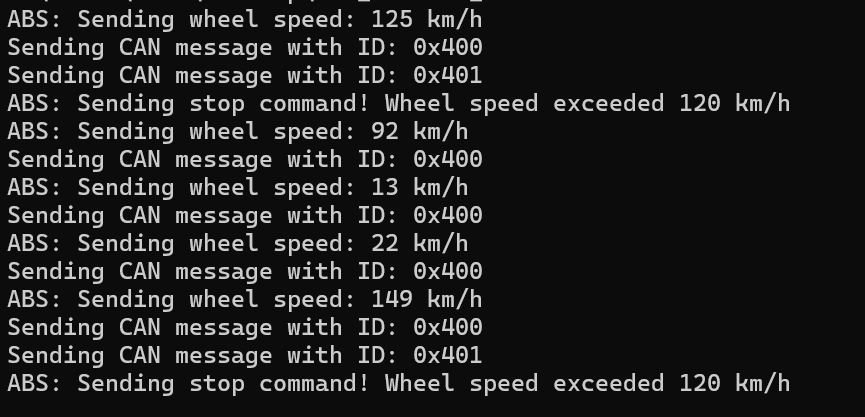 ABS: Sending wheel speed: 125 km/h
Sending CAN message with ID: 0x400
Sending CAN message with ID: 0x401
ABS: Sending stop command! Wheel speed exceeded 120 km/h
ABS: Sending wheel speed: 92 km/h
Sending CAN message with ID: 0x400
ABS: Sending wheel speed: 13 km/h
Sending CAN message with ID: 0x400
ABS: Sending wheel speed: 22 km/h
Sending CAN message with ID: 0x400
ABS: Sending wheel speed: 149 km/h
Sending CAN message with ID: 0x400
Sending CAN message with ID: 0x401
ABS: Sending stop command! Wheel speed exceeded 120 km/h